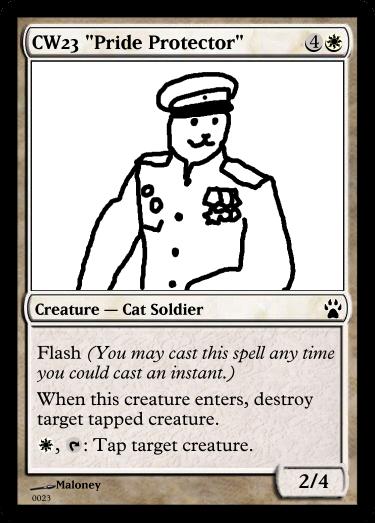 CW23 "Pride Protector" 4
Creature — Cat Soldier
Flash (You may cast this spell any time
you could cast an instant.)
When this creature enters, destroy
target tapped creature.
, : Tap target creature.
2/4
Maloney
0023